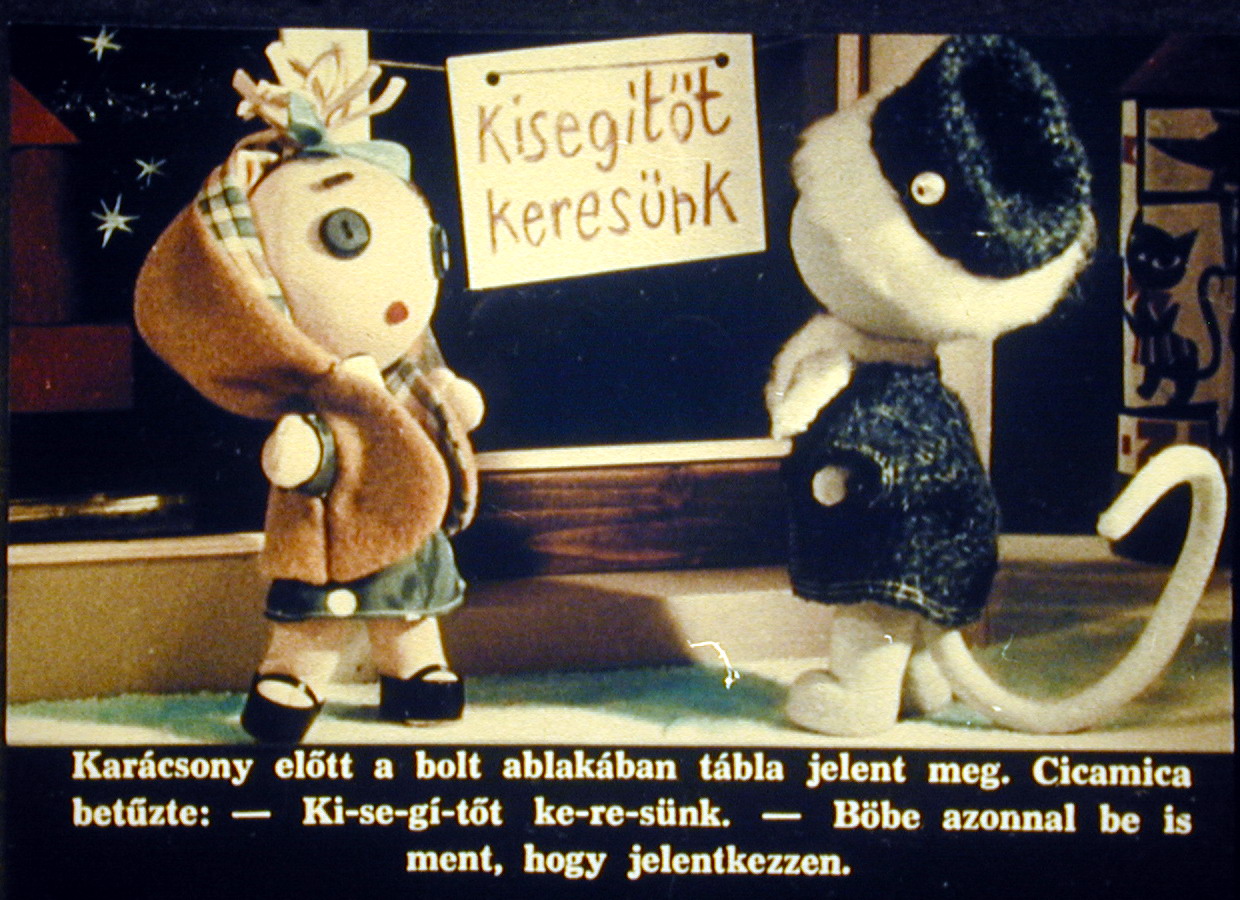 Kisegítőt
keresünk
Karácsony előtt a bolt ablakában tábla jelent meg. Cicamica
betűzte: — Ki-se-gí-tőt ke-re-sünk. — Böbe azonnal be is
ment, hogy jelentkezzen.